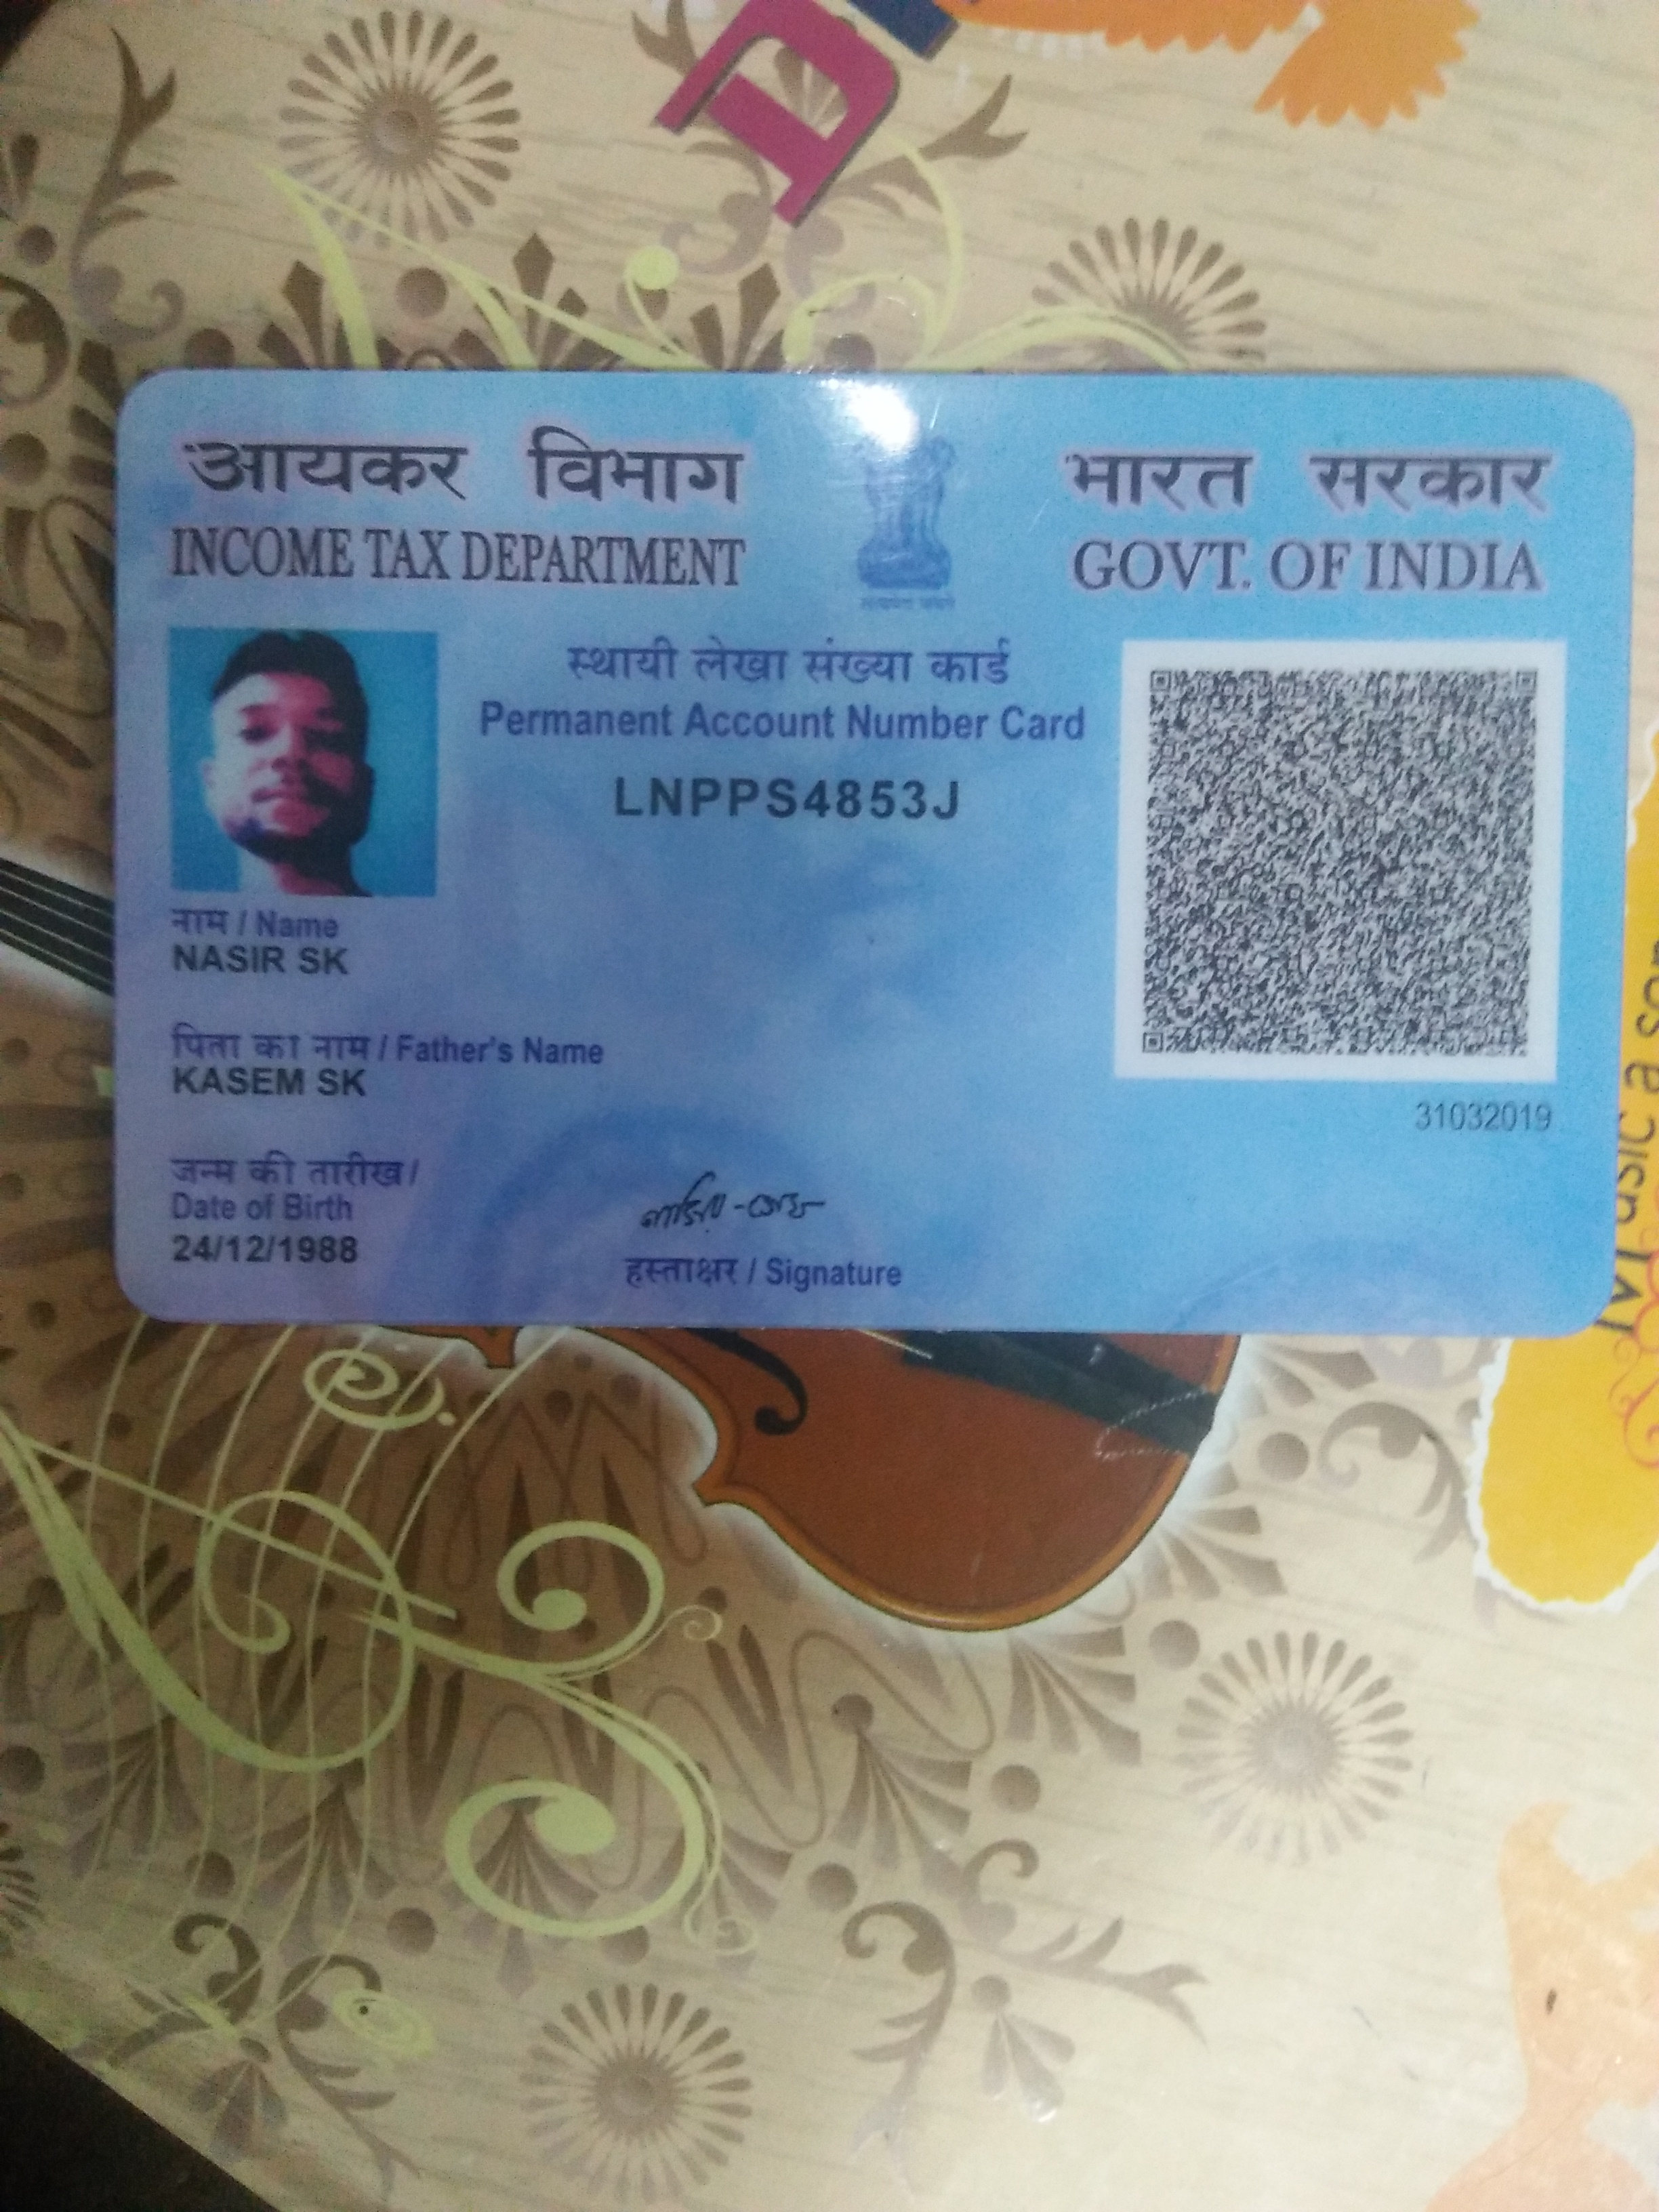 आयकर विभाग
INCOME TAX DEPARTMENT
भारत सरकार
GOVT. OF INDIA
स्थायी लेखा संख्या कार्ड
Permanent Account Number Card
LNPPS4853J
नाम / Name
NASIR SK
पिता का नाम / Father's Name
KASEM SK
31032019
जन्म की तारीख /
Date of Birth
24/12/1988
हस्ताक्षर / Signature
Music a